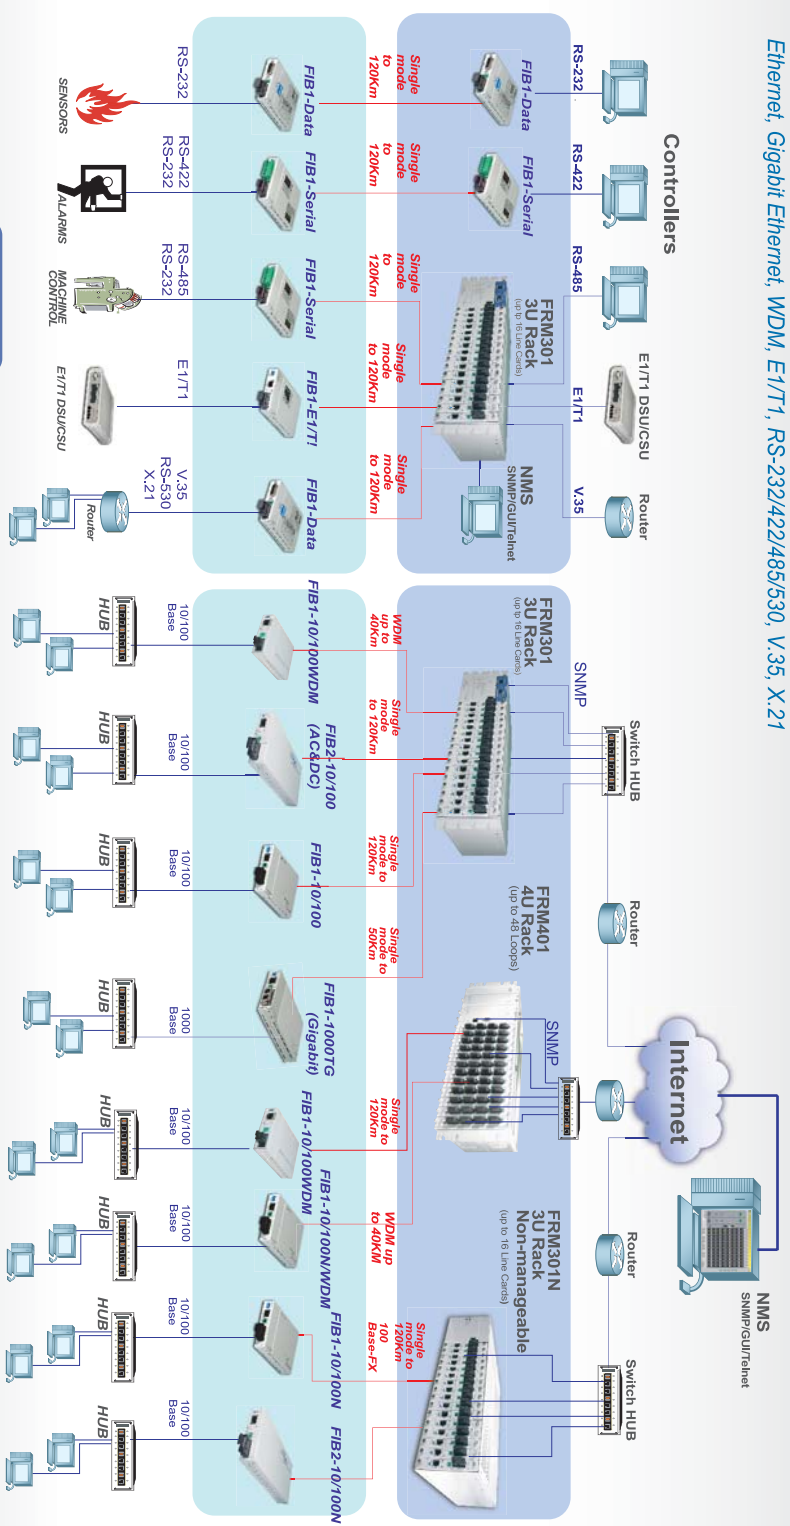 Ethernet, Gigabit Ethernet, WDM, E1/T1, RS-232/422/485/530, V.35, X.21
Controllers
E1/T1 DSU/CSU
Router
RS-232
RS-422
RS-485
E1/T1
V.35
FIB1-Data
FIB1-Serial
FRM301
3U Rack
(up tp 16 Line Cards)
NMS
SNMP/GUI/Telnet
Single
mode
to
120Km
Single
mode
to
120Km
Single
mode
to
120Km
Single
mode
to 120Km
Single
mode
to 120Km
FIB1-Data
FIB1-Serial
FIB1-Serial
FIB1-E1/T!
FIB1-Data
RS-232
RS-422
RS-232
RS-485
RS-232
E1/T1
V.35
RS-530
X.21
SENSORS
ALARMS
MACHINE
CONTROL
E1/T1 DSU/CSU
Router
NMS
SNMP/GUI/Telnet
Internet
Switch HUB
Router
Router
Switch HUB
SNMP
FRM301
3U Rack
(up tp 16 Line Cards)
FRM401
4U Rack
(up to 48 Loops)
SNMP
FRM301N
3U Rack
Non-manageable
(up to 16 Line Cards)
WDM
up to
40Km
Single
mode
to 120Km
Single
mode to
120Km
Single
mode to
50Km
Single
mode to
120Km
WDM up
to 40KM
Single
mode to
120Km
100
Base-FX
FIB1-10/100WDM
FIB2-10/100
(AC&DC)
FIB1-10/100
FIB1-1000TG
(Gigabit)
FIB1-10/100WDM
FIB1-10/100N/WDM
FIB1-10/100N
FIB2-10/100N
10/100
Base
10/100
Base
10/100
Base
1000
Base
10/100
Base
10/100
Base
10/100
Base
10/100
Base
HUB
HUB
HUB
HUB
HUB
HUB
HUB
HUB